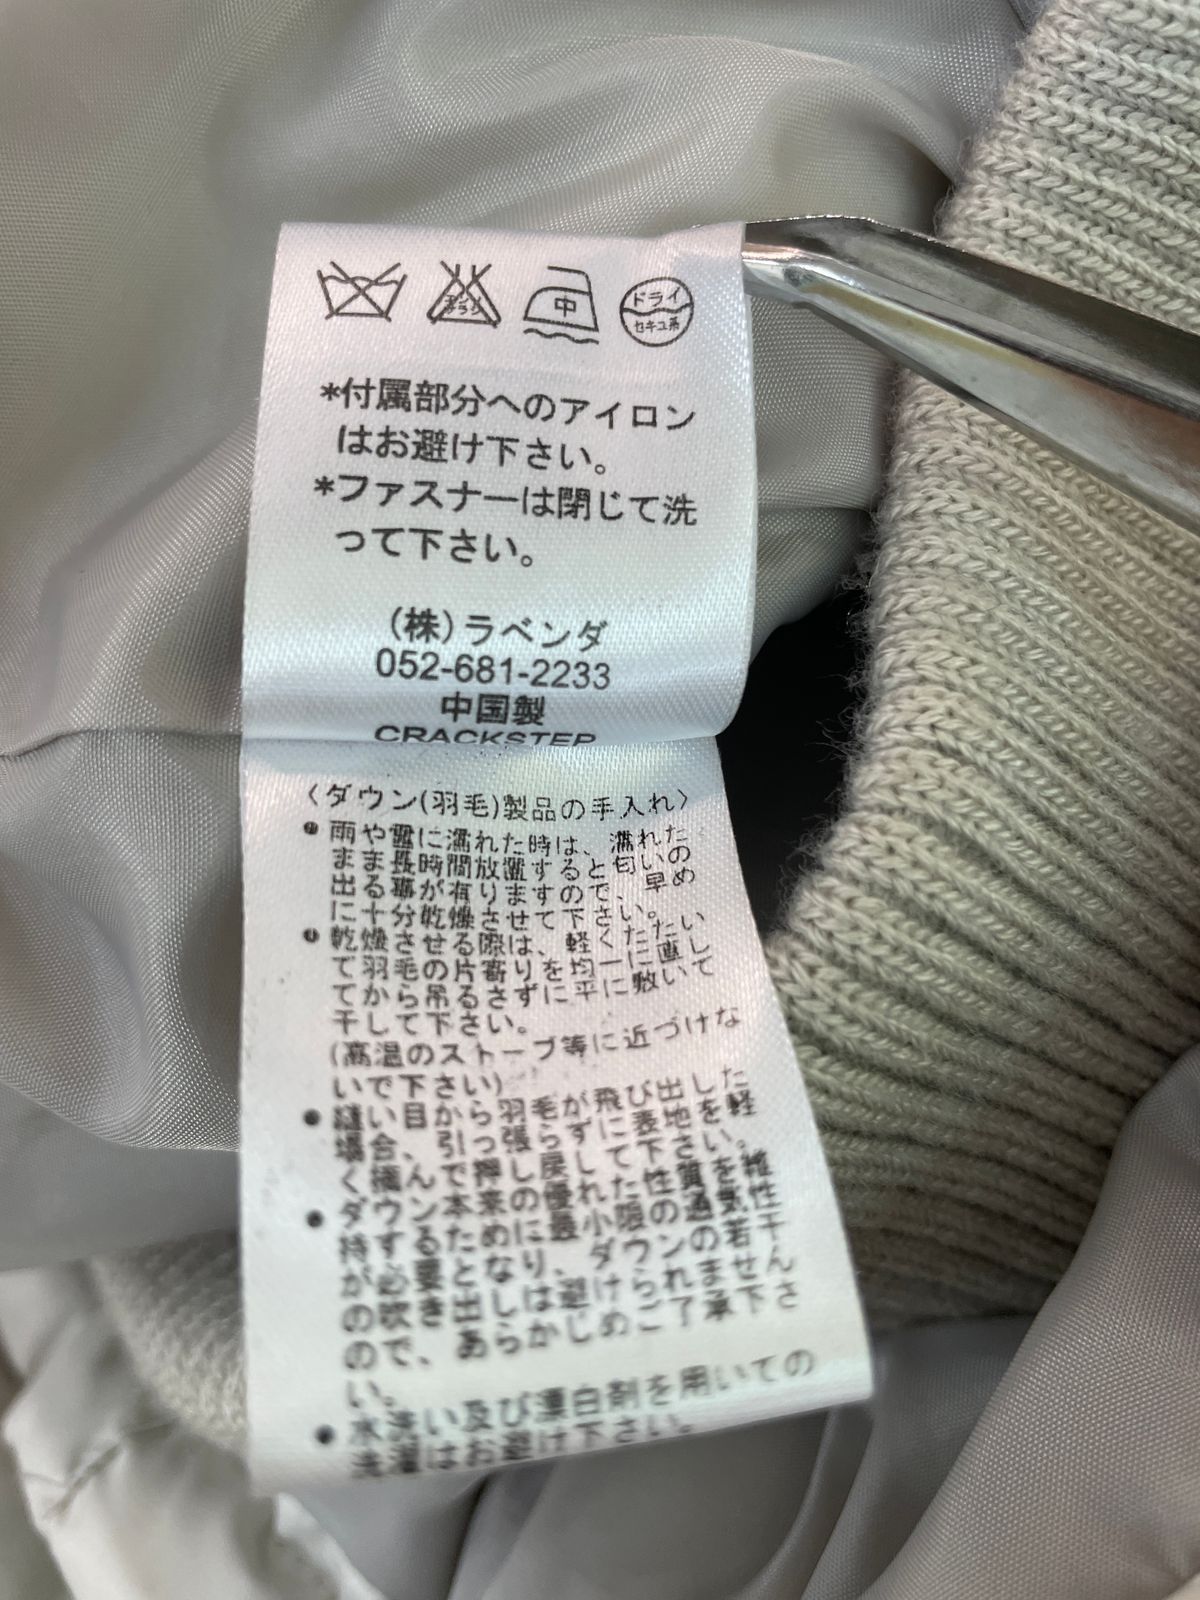 エンソ
サラシ
中
ドライ
セキユ系
*付属部分へのアイロン
はお避け下さい。
*ファスナーは閉じて洗
って下さい。
(株)ラベンダ
052-681-2233
中国製
CRACKSTEP
〈ダウン(羽毛)製品の手入れ〉
●雨や雪に濡れた時は、濡れた
まま長時間放置すると匂いの
出る事が有りますので、早め
に十分乾燥させて下さい。
●乾燥させる際は、軽くたたい
て羽毛の片寄りを均一に直し
てから吊るさずに平に敷いて
干して下さい。
(高温のストーブ等に近づけな
いで下さい)
●縫い目から羽毛が飛び出した
場合、引っ張らずに表地を軽
く摘んで押し戻して下さい。
●ダウン本来の優れた性質を維
持するために最小限の通気性
が必要となり、ダウンの若干
の吹き出しは避けられません
ので、あらかじめご了承下さ
い。
●水洗い及び漂白剤を用いての
洗濯はお避け下さい。